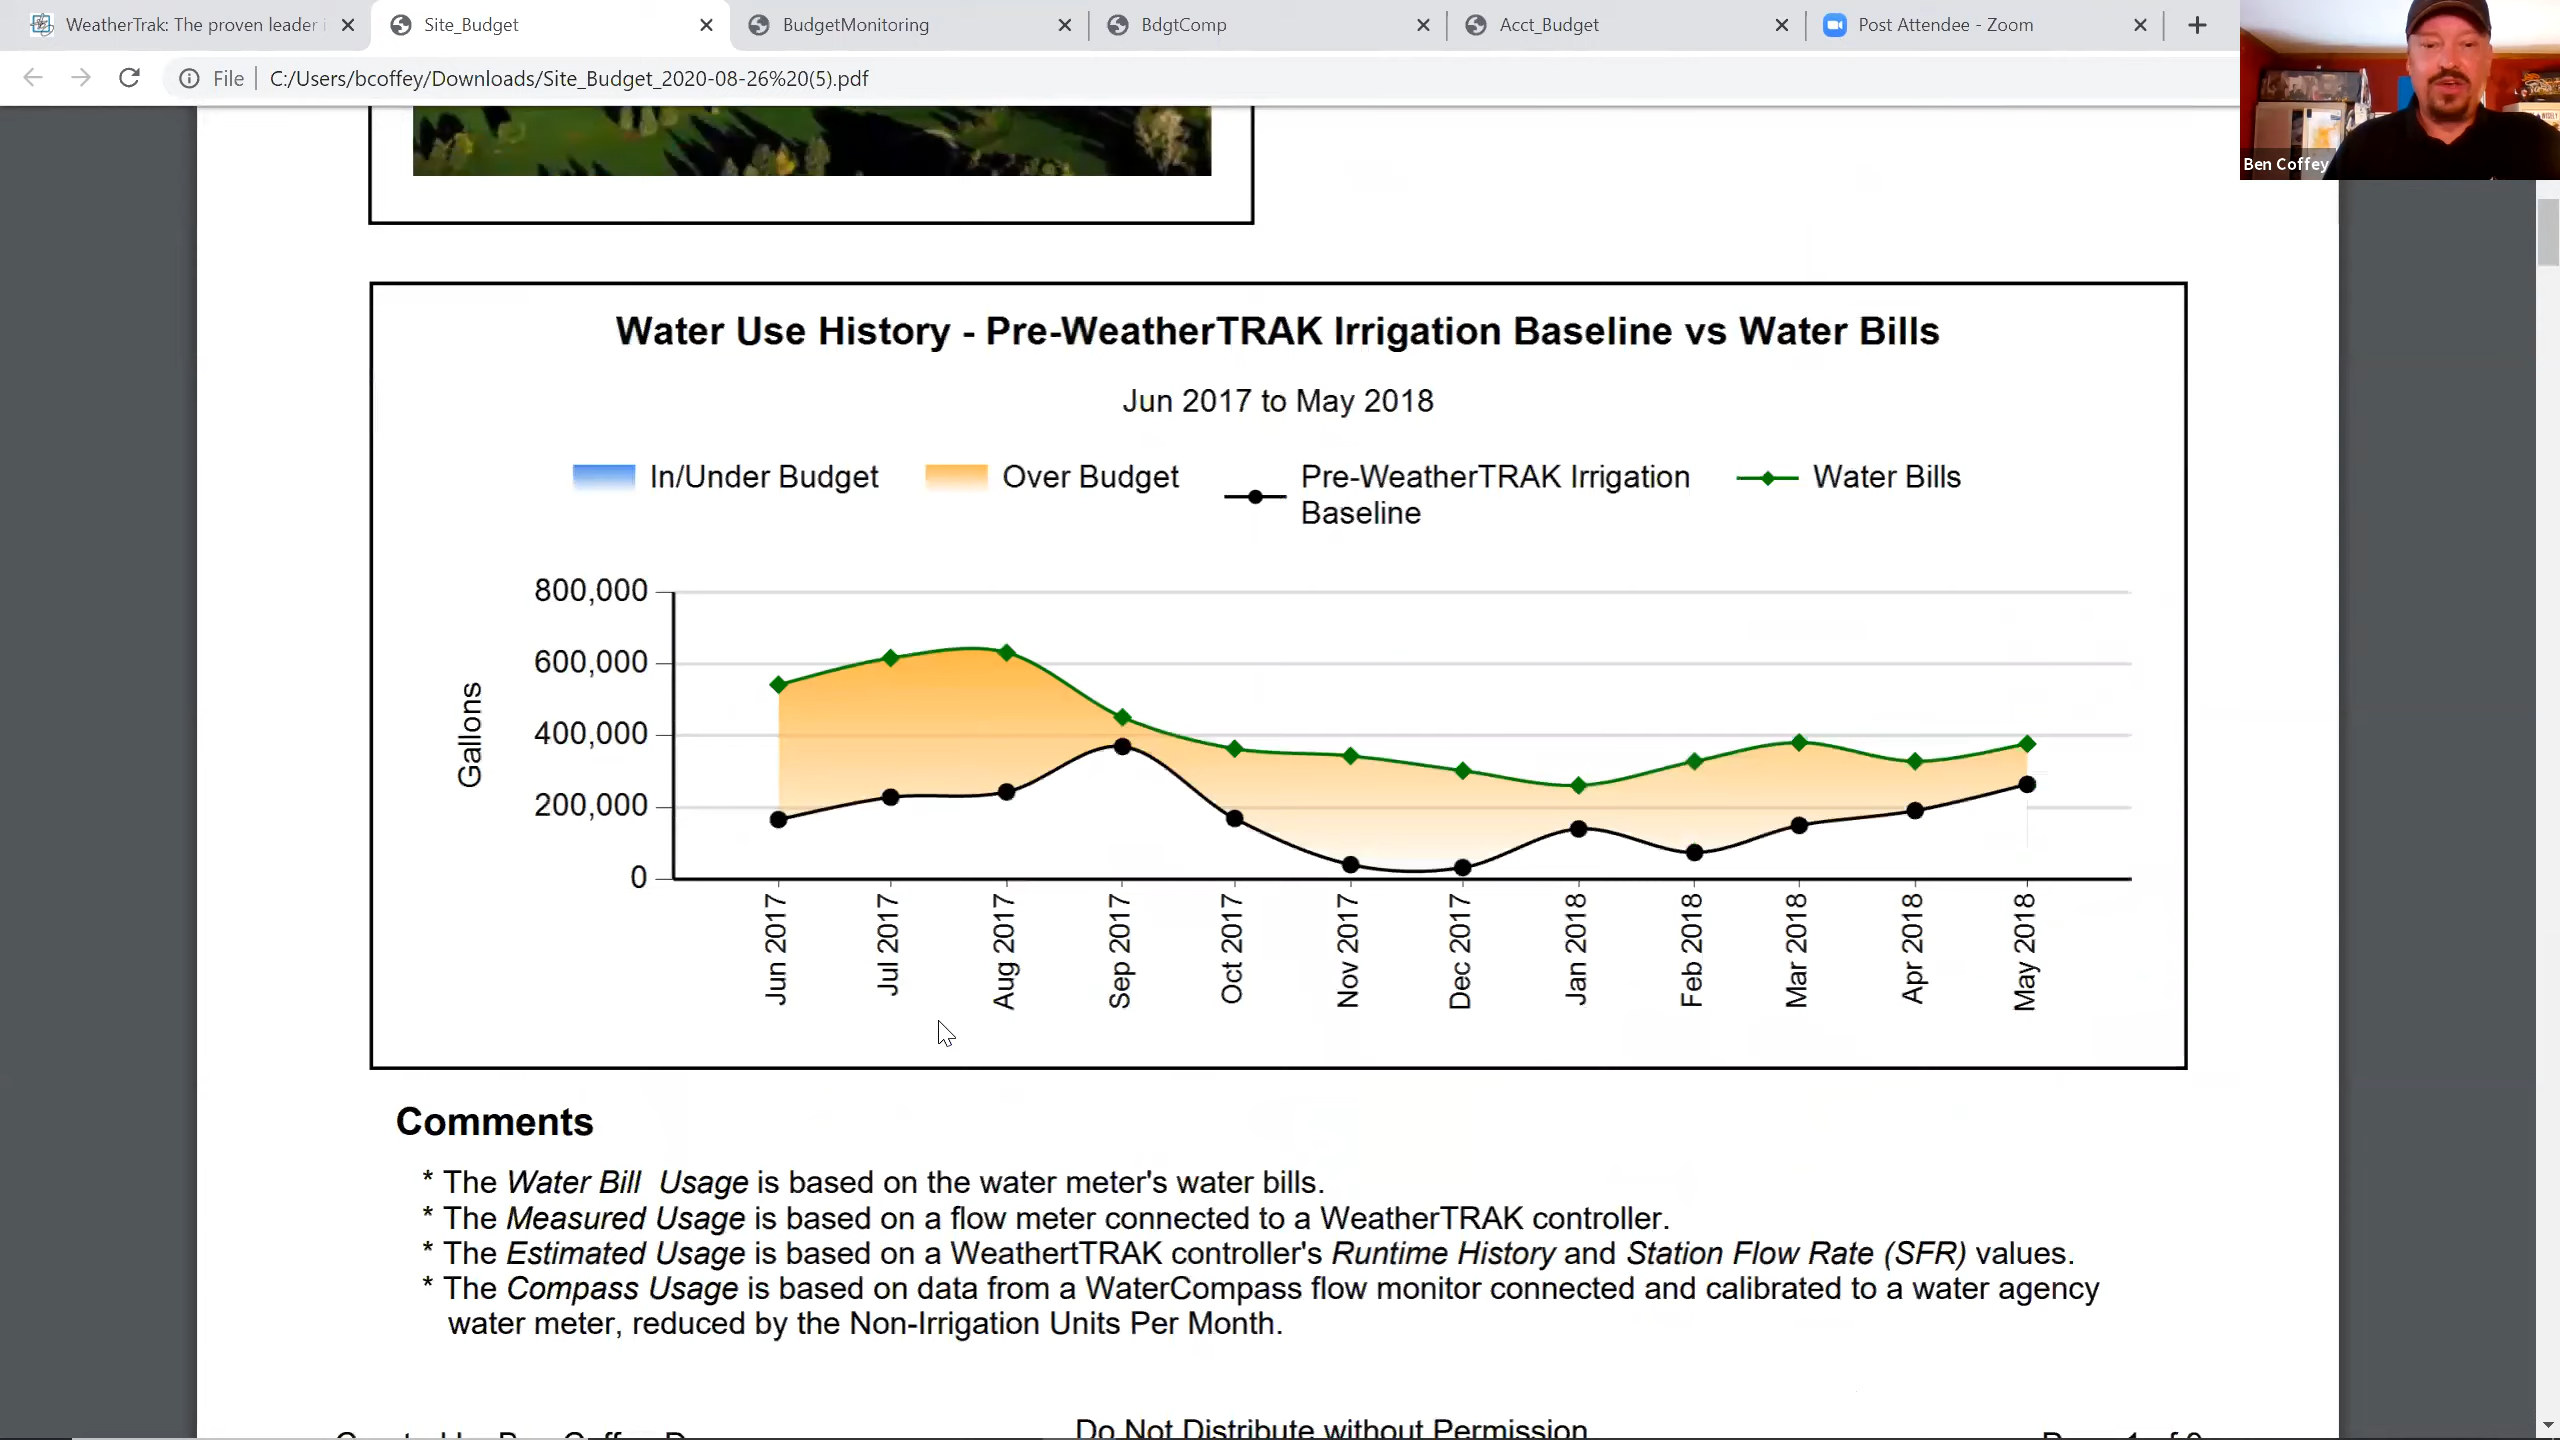 WeatherTrak: The proven leader
Site_Budget
BudgetMonitoring
BdgtComp
Acct_Budget
Post Attendee - Zoom
File
C:/Users/bcoffey/Downloads/Site_Budget_2020-08-26%20(5).pdf
Ben Coffey
Water Use History - Pre-WeatherTRAK Irrigation Baseline vs Water Bills
Jun 2017 to May 2018
In/Under Budget
Over Budget
Pre-WeatherTRAK Irrigation
Baseline
Water Bills
Gallons
800,000
600,000
400,000
200,000
0
Jun 2017
Jul 2017
Aug 2017
Sep 2017
Oct 2017
Nov 2017
Dec 2017
Jan 2018
Feb 2018
Mar 2018
Apr 2018
May 2018
Comments
* The Water Bill Usage is based on the water meter's water bills.
* The Measured Usage is based on a flow meter connected to a WeatherTRAK controller.
* The Estimated Usage is based on a WeathertTRAK controller's Runtime History and Station Flow Rate (SFR) values.
* The Compass Usage is based on data from a WaterCompass flow monitor connected and calibrated to a water agency
water meter, reduced by the Non-Irrigation Units Per Month.
Do Not Distribute without Permission